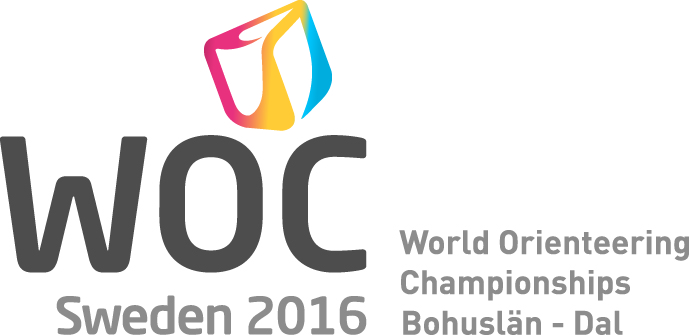 WOC
Sweden 2016
World Orienteering
Championships
Bohuslän - Dal